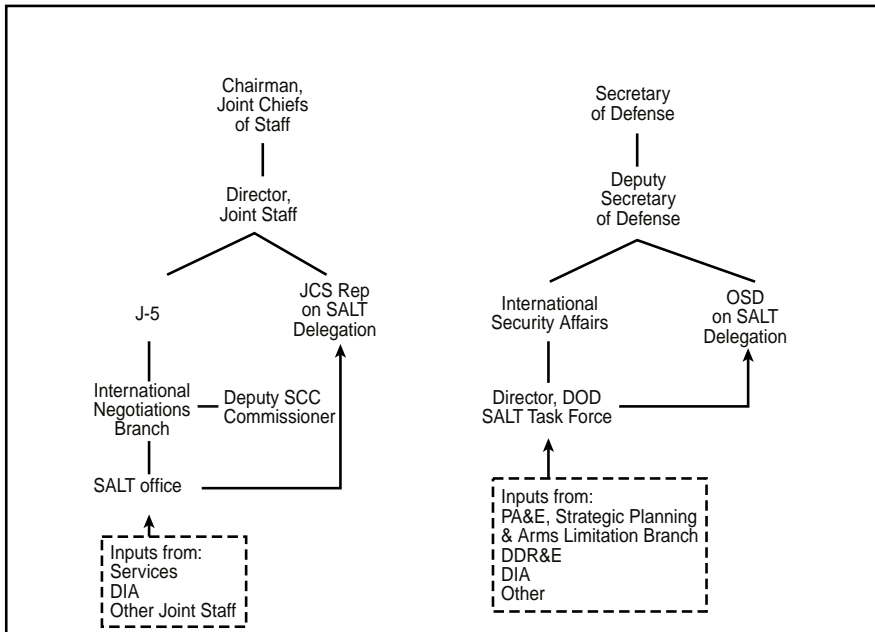 Chairman,
Joint Chiefs
of Staff
Director,
Joint Staff
J-5
JCS Rep
on SALT
Delegation
International
Negotiations
Branch
Deputy SCC
Commissioner
SALT office
Inputs from:
Services
DIA
Other Joint Staff
Secretary
of Defense
Deputy
Secretary
of Defense
International
Security Affairs
OSD
on SALT
Delegation
Director, DOD
SALT Task Force
Inputs from:
PA&E, Strategic Planning
& Arms Limitation Branch
DDR&E
DIA
Other